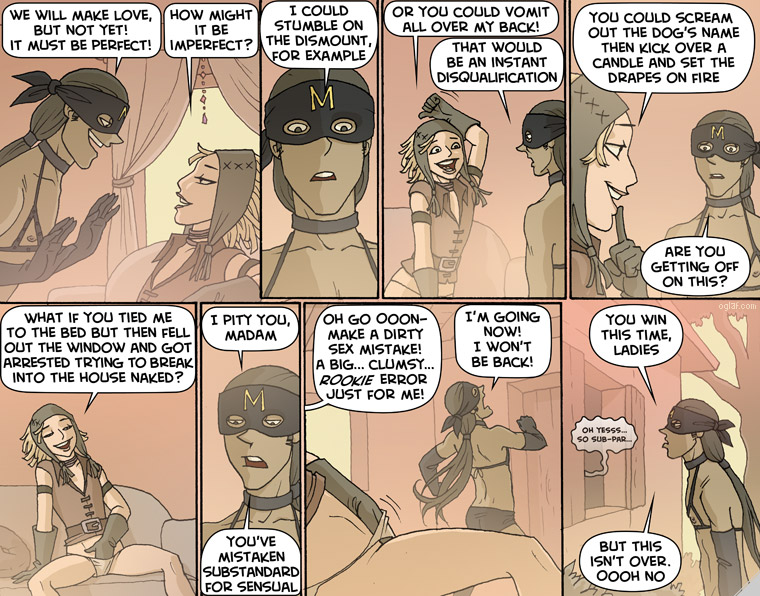 WE WILL MAKE LOVE,
BUT NOT YET!
IT MUST BE PERFECT!
HOW MIGHT
IT BE
IMPERFECT?
M
I COULD
STUMBLE ON
THE DISMOUNT,
FOR EXAMPLE
M
OR YOU COULD VOMIT
ALL OVER MY BACK!
THAT WOULD
BE AN INSTANT
DISQUALIFICATION
YOU COULD SCREAM
OUT THE DOG'S NAME
THEN KICK OVER A
CANDLE AND SET THE
DRAPES ON FIRE
M
ARE YOU
GETTING OFF
ON THIS?
WHAT IF YOU TIED ME
TO THE BED BUT THEN FELL
OUT THE WINDOW AND GOT
ARRESTED TRYING TO BREAK
INTO THE HOUSE NAKED?
I PITY YOU,
MADAM
M
YOU'VE
MISTAKEN
SUBSTANDARD
FOR SENSUAL
OH GO OOON-
MAKE A DIRTY
SEX MISTAKE!
A BIG... CLUMSY...
ROOKIE ERROR
JUST FOR ME!
I'M GOING
NOW!
I WON'T
BE BACK!
oglaf.com
YOU WIN
THIS TIME,
LADIES
OH YESSS...
SO SUB-PAR...
BUT THIS
ISN'T OVER.
OOOH NO